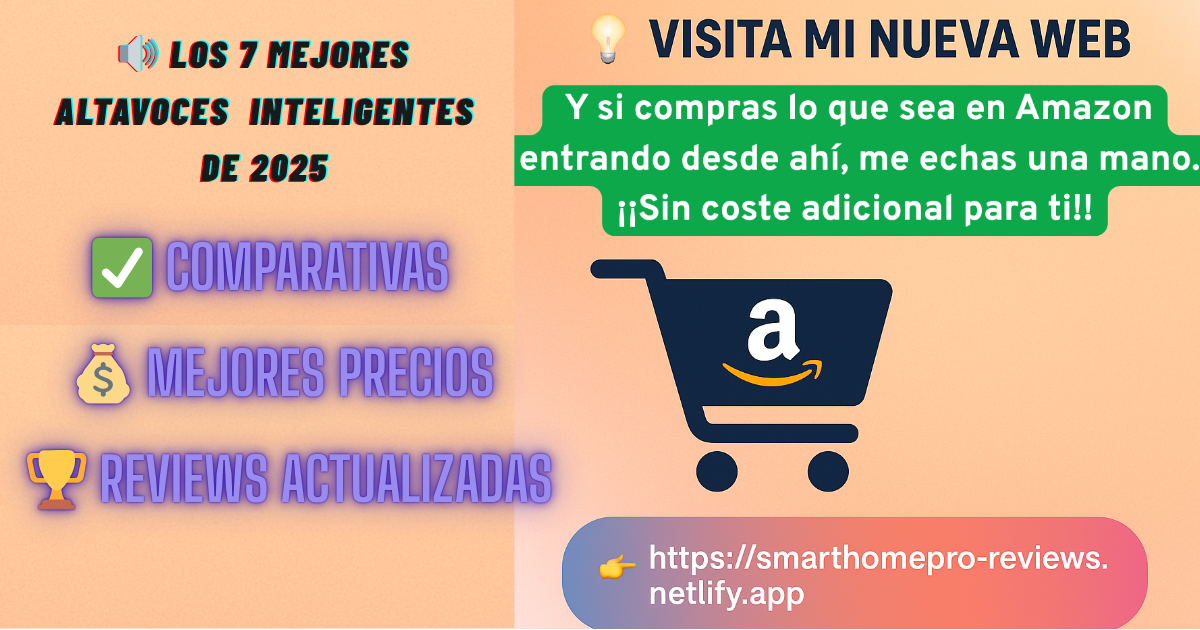 LOS 7 MEJORES
ALTAVOCES INTELIGENTES
DE 2025
COMPARATIVAS
MEJORES PRECIOS
REVIEWS ACTUALIZADAS
VISITA MI NUEVA WEB
Y si compras lo que sea en Amazon
entrando desde ahí, me echas una mano.
¡¡Sin coste adicional para ti!!
a
https://smarthomepro-reviews.
netlify.app